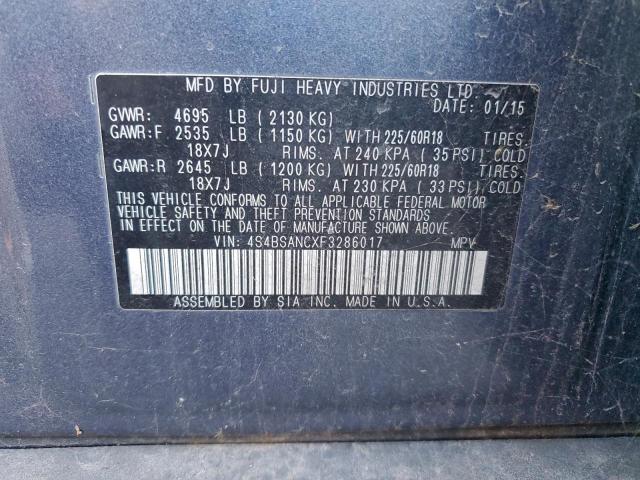 MFD BY FUJI HEAVY INDUSTRIES LTD.
DATE: 01/15
GVWR: 4695 LB ( 2130 KG)
GAWR:F 2535 LB ( 1150 KG) WITH 225/60R18 TIRES.
18X7J RIMS. AT 240 KPA ( 35 PSI) COLD
GAWR:R 2645 LB ( 1200 KG) WITH 225/60R18 TIRES.
18X7J RIMS. AT 230 KPA ( 33 PSI) COLD
THIS VEHICLE CONFORMS TO ALL APPLICABLE FEDERAL MOTOR
VEHICLE SAFETY AND THEFT PREVENTION STANDARDS
IN EFFECT ON THE DATE OF MANUFACTURE SHOWN ABOVE.
VIN: 4S4BSANCXF3286017 MPV
ASSEMBLED BY SIA INC. MADE IN U.S.A.